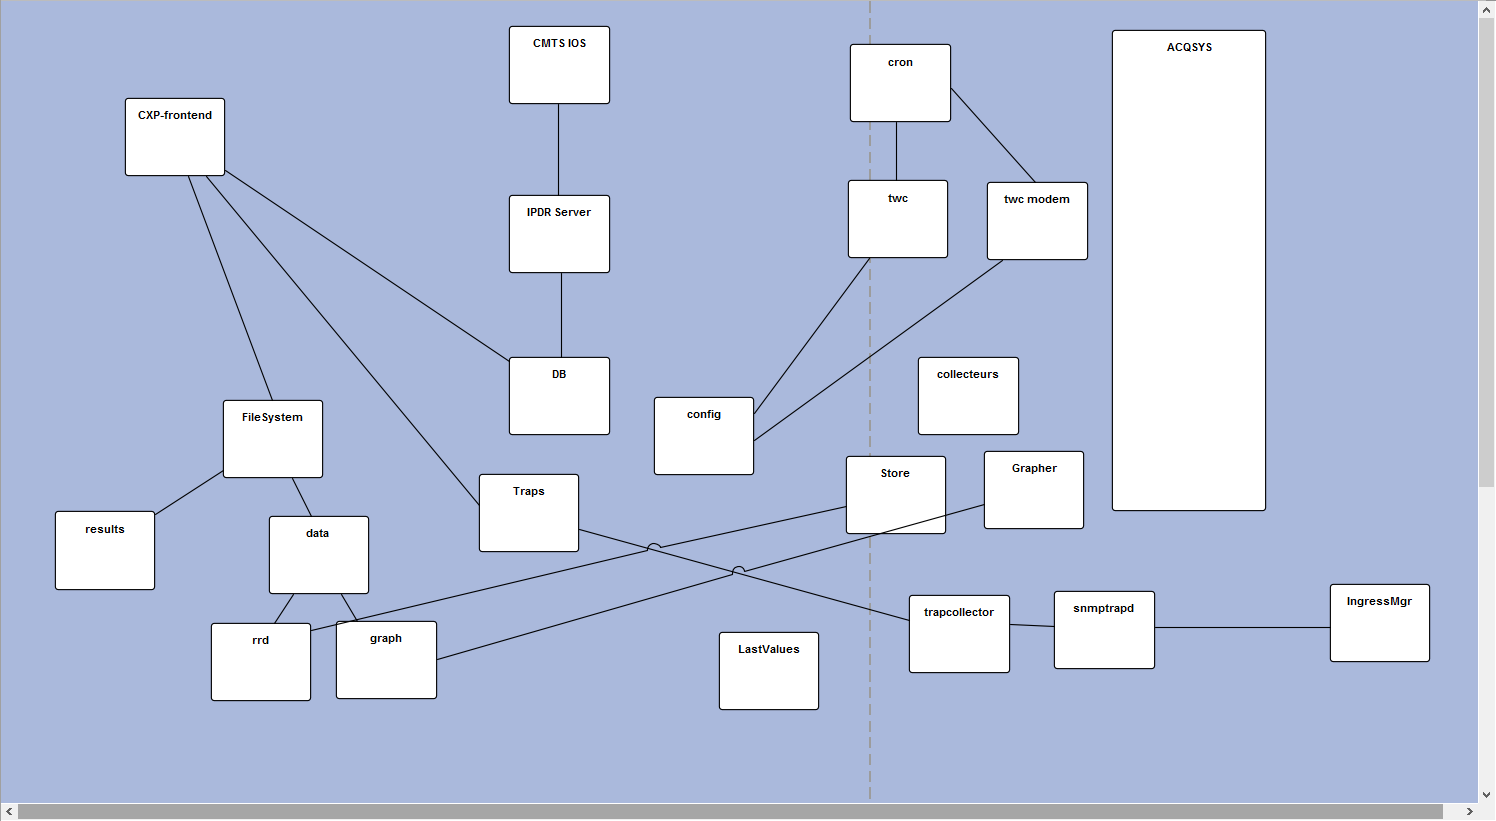 CMTS IOS
ACQSYS
cron
CXP-frontend
IPDR Server
twc
twc modem
DB
collecteurs
config
FileSystem
Store
Grapher
Traps
results
data
IngressMgr
trapcollector
snmptrapd
rrd
graph
LastValues